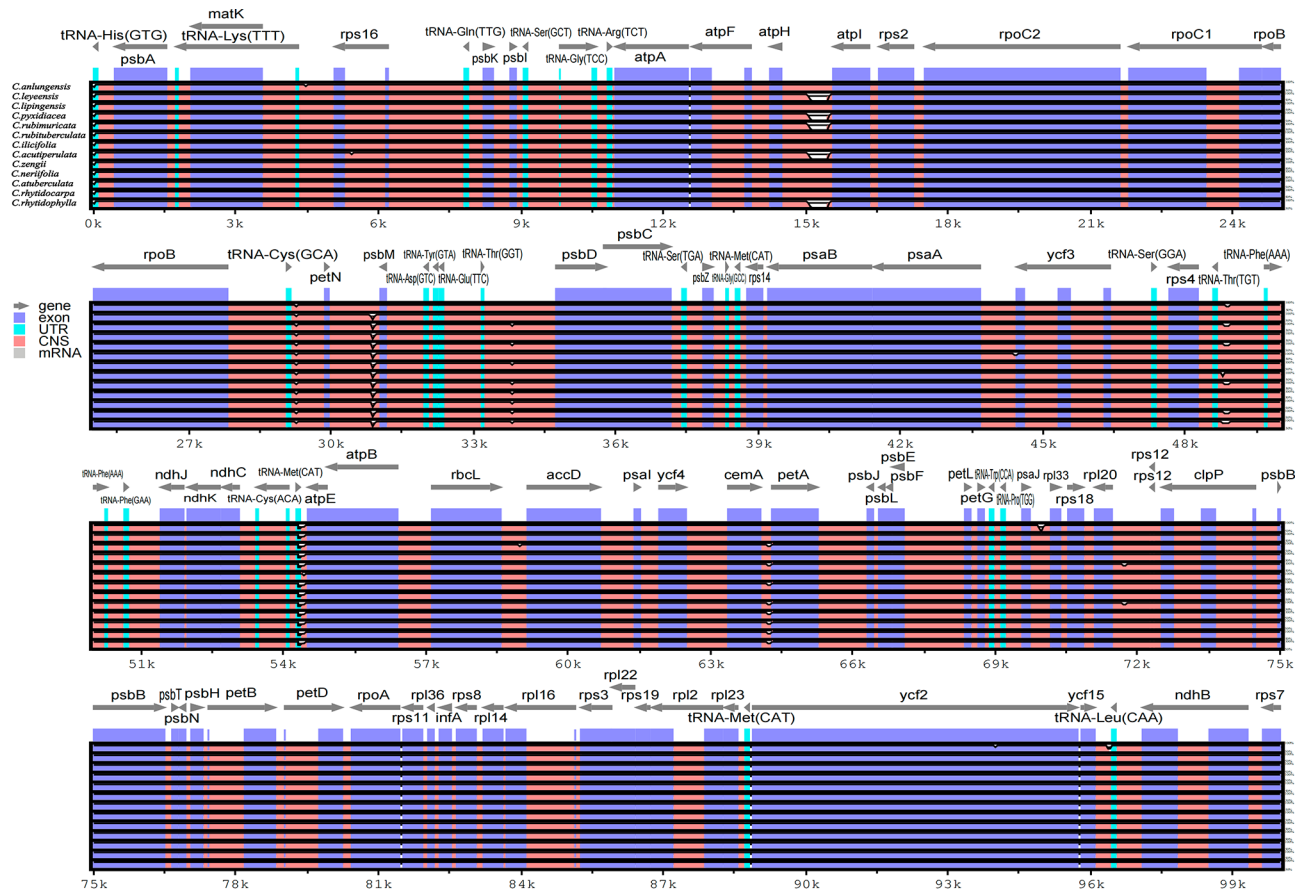 matK
tRNA-His(GTG) tRNA-Lys(TTT) rps16 tRNA-Gln(TTG) tRNA-Ser(GCT) tRNA-Arg(TCT) atpF atpH atpI rps2 rpoC2 rpoC1 rpoB
psbA psbK psbI tRNA-Gly(TCC) atpA
C.anlungensis
C.leyeensis
C.lipingensis
C.pyxidiacea
C.rubimuricata
C.rubituberculata
C.ilicifolia
C.acutiperulata
C.zengii
C.neriifolia
C.atuberculata
C.rhytidocarpa
C.rhytidophylla
0k 3k 6k 9k 12k 15k 18k 21k 24k
psbC
rpoB tRNA-Cys(GCA) psbM tRNA-Tyr(GTA) tRNA-Thr(GGT) psbD tRNA-Ser(TGA) tRNA-Met(CAT) psaB psaA ycf3 tRNA-Ser(GGA) tRNA-Phe(AAA)
petN tRNA-Asp(GTC) tRNA-Glu(TTC) psbZ tRNA-Gly(GCC) rps14 rps4 tRNA-Thr(TGT)
gene
exon
UTR
CNS
mRNA
27k 30k 33k 36k 39k 42k 45k 48k
atpB psbE rps12
tRNA-Phe(AAA) ndhJ ndhC tRNA-Met(CAT) rbcL accD psaI ycf4 cemA petA psbJ psbF petL tRNA-Trp(CCA) psaJ rpl33 rpl20 rps12 clpP psbB
tRNA-Phe(GAA) ndhK tRNA-Cys(ACA) atpE psbL petG tRNA-Pro(TGG) rps18
51k 54k 57k 60k 63k 66k 69k 72k 75k
rpl22
psbB psbT psbH petB petD rpoA rpl36 rps8 rpl16 rps3 rps19 rpl2 rpl23 ycf2 ycf15 ndhB rps7
psbN rps11 infA rpl14 tRNA-Met(CAT) tRNA-Leu(CAA)
75k 78k 81k 84k 87k 90k 93k 96k 99k